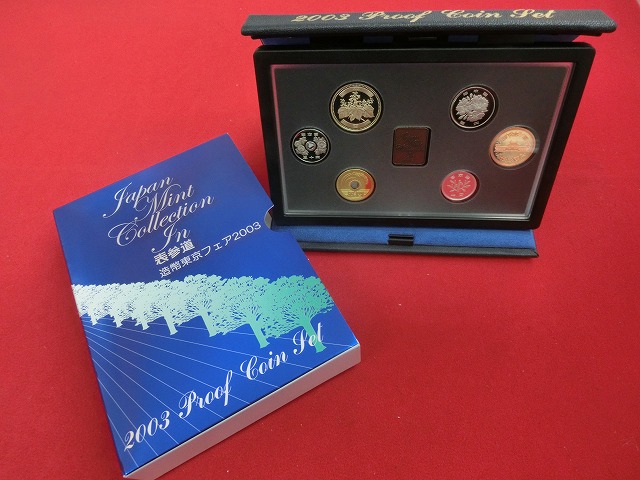 2003 Proof Coin Set
Japan
Mint
Collection
In
表参道
造幣東京フェア2003
2003 Proof Coin Set